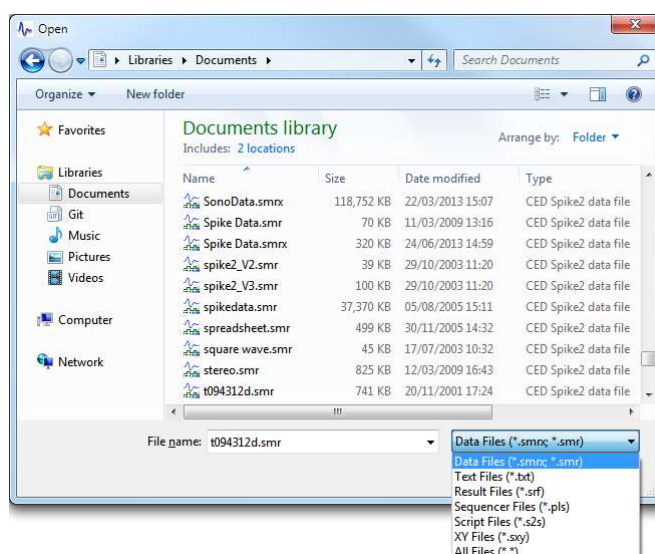 Open
Libraries Documents Search Documents
Organize New folder
Favorites
Libraries
Documents
Git
Music
Pictures
Videos
Computer
Network
Documents library
Includes: 2 locations
Arrange by: Folder
Name Size Date modified Type
SonoData.smrx 118,752 KB 22/03/2013 15:07 CED Spike2 data file
Spike Data.smr 70 KB 11/03/2009 13:16 CED Spike2 data file
Spike Data.smrx 320 KB 24/06/2013 14:59 CED Spike2 data file
spike2_V2.smr 39 KB 29/10/2003 11:20 CED Spike2 data file
spike2_V3.smr 100 KB 29/10/2003 11:20 CED Spike2 data file
spikedata.smr 37,370 KB 05/08/2005 15:11 CED Spike2 data file
spreadsheet.smr 499 KB 30/11/2005 14:32 CED Spike2 data file
square wave.smr 45 KB 17/07/2003 10:32 CED Spike2 data file
stereo.smr 825 KB 12/03/2009 16:43 CED Spike2 data file
t094312d.smr 741 KB 20/11/2001 17:24 CED Spike2 data file
File name: t094312d.smr Data Files (*.smrx; *.smr)
Data Files (*.smrx; *.smr)
Text Files (*.txt)
Result Files (*.srf)
Sequencer Files (*.pls)
Script Files (*.s2s)
XY Files (*.sxy)
All Files (*.*)